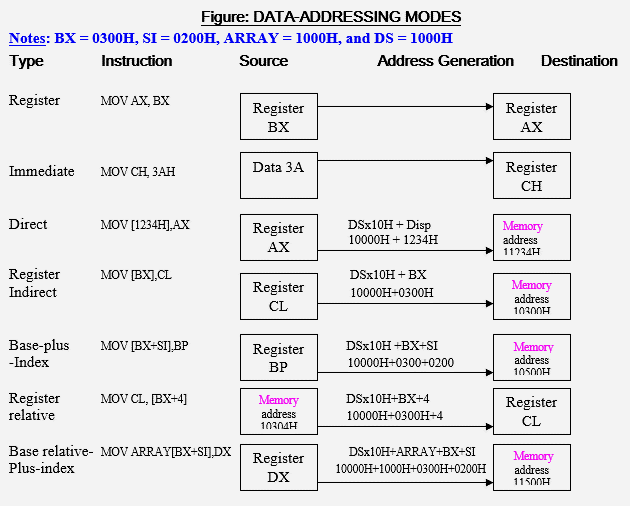 Figure: DATA-ADDRESSING MODES
Notes: BX = 0300H, SI = 0200H, ARRAY = 1000H, and DS = 1000H
Type Instruction Source Address Generation Destination
Register MOV AX, BX Register BX Register AX
Immediate MOV CH, 3AH Data 3A Register CH
Direct MOV [1234H],AX Register AX DSx10H + Disp 10000H + 1234H Memory address 11234H
Register Indirect MOV [BX],CL Register CL DSx10H + BX 10000H+0300H Memory address 10300H
Base-plus -Index MOV [BX+SI],BP Register BP DSx10H +BX+SI 10000H+0300+0200 Memory address 10500H
Register relative MOV CL, [BX+4] Memory address 10304H DSx10H+BX+4 10000H+0300H+4 Register CL
Base relative- Plus-index MOV ARRAY[BX+SI],DX Register DX DSx10H+ARRAY+BX+SI 10000H+1000H+0300H+0200H Memory address 11500H